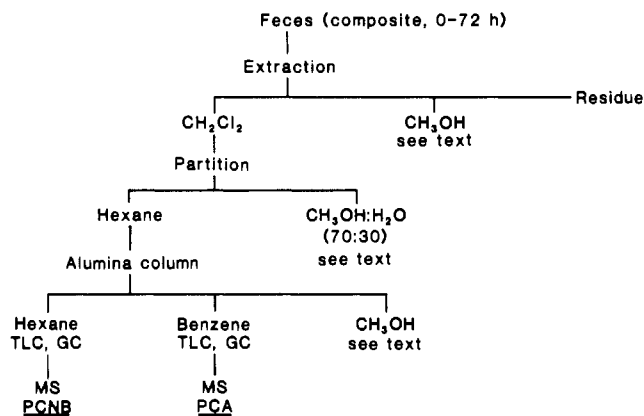 Feces (composite, 0-72 h)
Extraction
Residue
CH₂Cl₂
CH₃OH
see text
Partition
Hexane
CH₃OH:H₂O
(70:30)
see text
Alumina column
Hexane
TLC, GC
Benzene
TLC, GC
CH₃OH
see text
MS
PCNB
MS
PCA